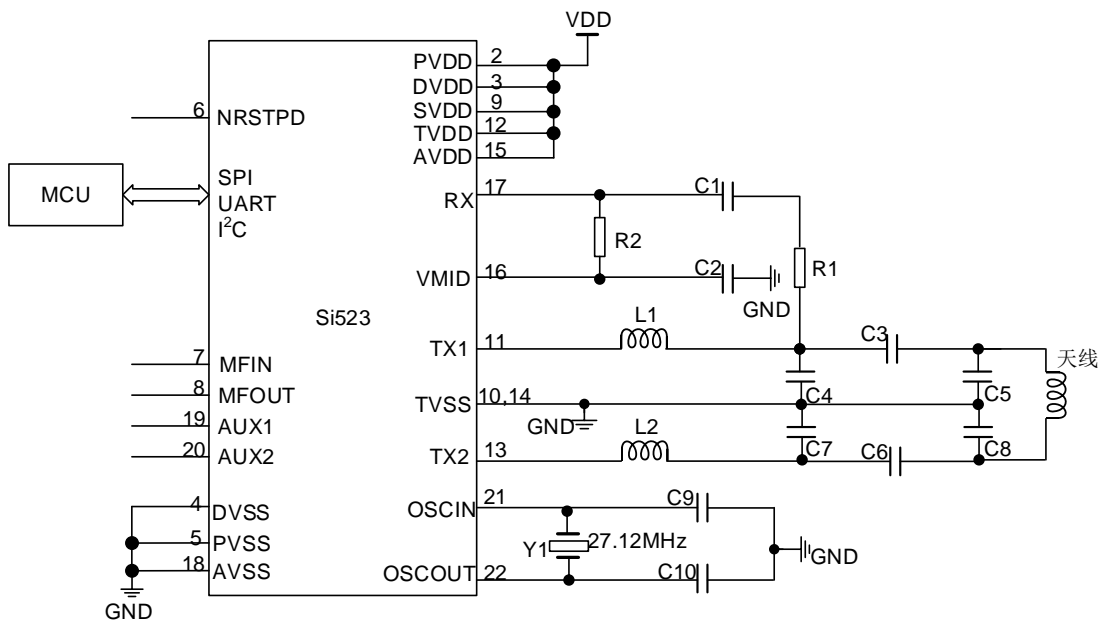 VDD
PVDD 2
DVDD 3
SVDD 9
TVDD 12
AVDD 15
6 NRSTPD
MCU
SPI
UART
I²C
RX 17
C1
R2
R1
VMID 16
C2
GND
Si523
L1
TX1 11
C3
天线
7 MFIN
8 MFOUT
19 AUX1
20 AUX2
C4
C5
TVSS 10,14
GND
L2
TX2 13
C7
C6
C8
4 DVSS
5 PVSS
18 AVSS
GND
OSCIN 21
C9
Y1
27.12MHz
GND
OSCOUT 22
C10